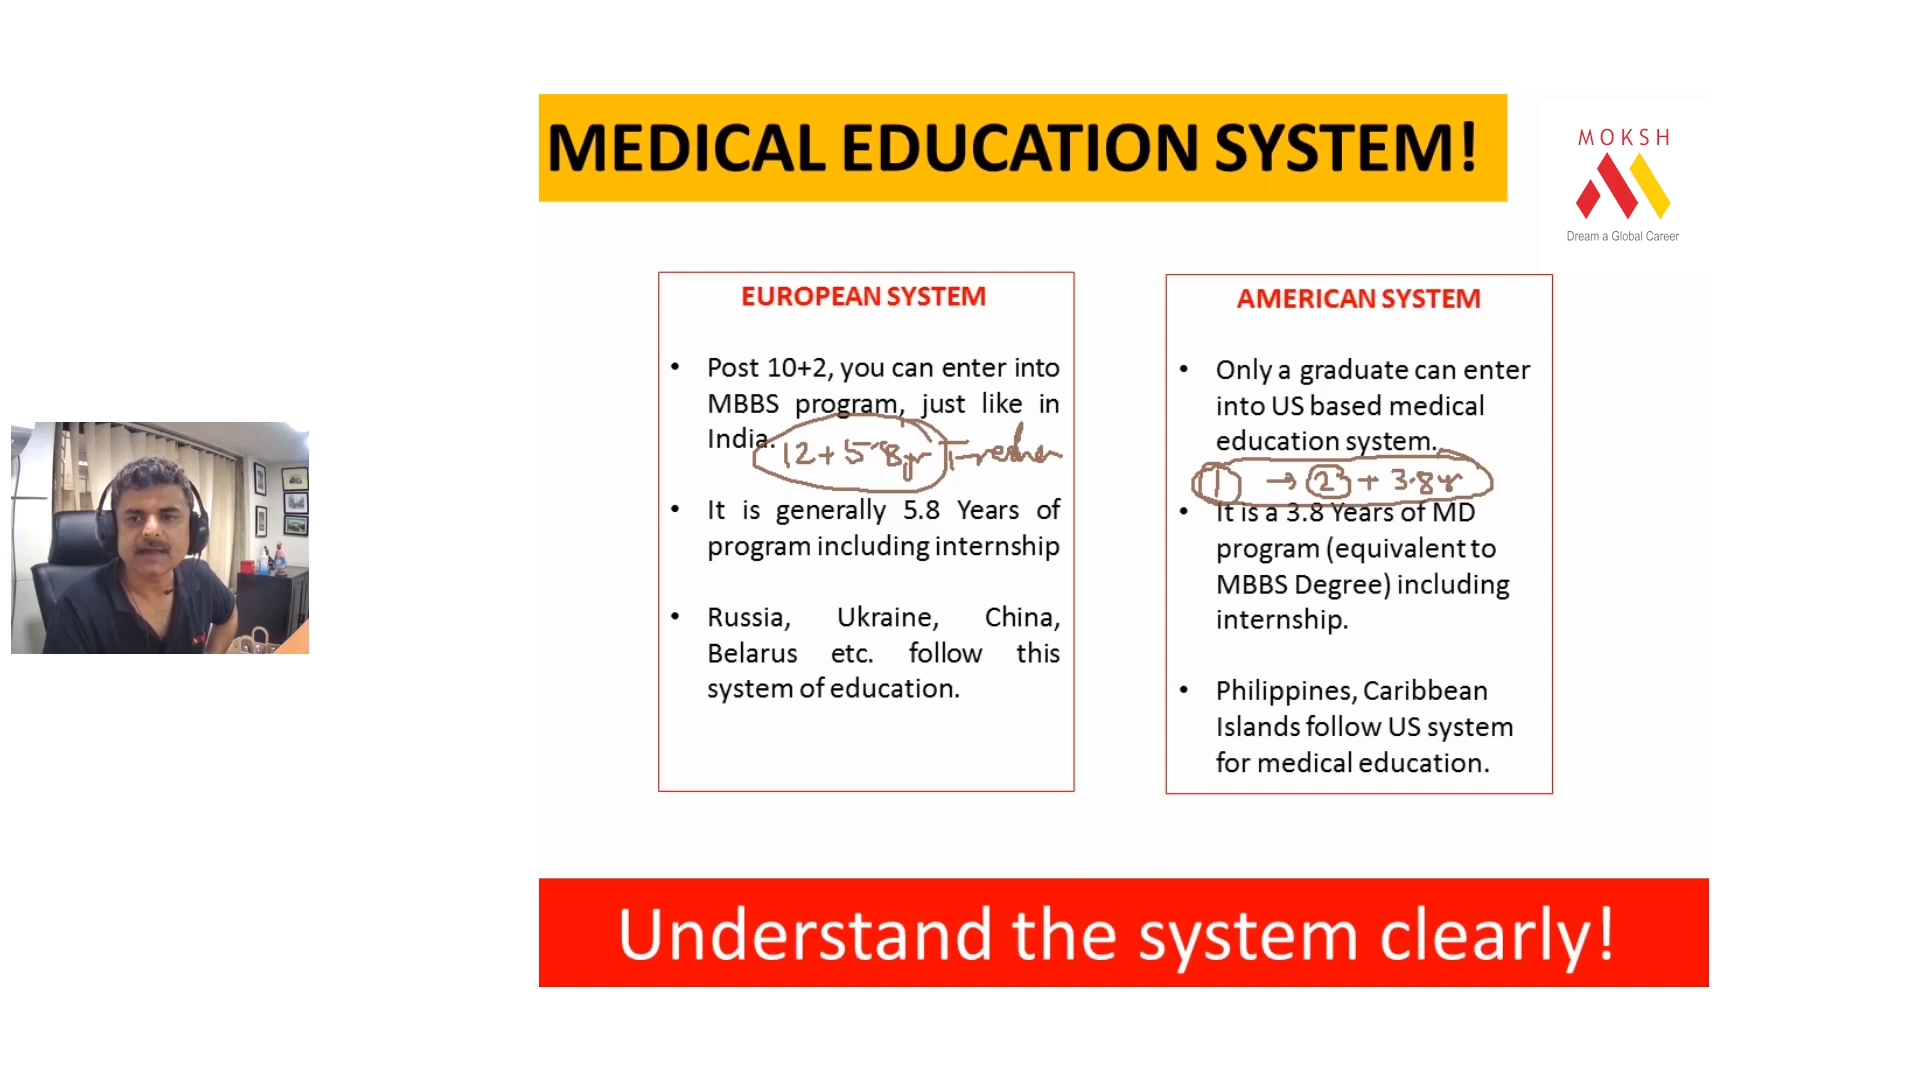 MEDICAL EDUCATION SYSTEM!
MOKSH
Dream a Global Career
EUROPEAN SYSTEM
• Post 10+2, you can enter into
MBBS program, just like in
India.
12+5.8yr
• It is generally 5.8 Years of
program including internship
• Russia, Ukraine, China,
Belarus etc. follow this
system of education.
AMERICAN SYSTEM
• Only a graduate can enter
into US based medical
education system.
1 → 2 + 3.8yr
• It is a 3.8 Years of MD
program (equivalent to
MBBS Degree) including
internship.
• Philippines, Caribbean
Islands follow US system
for medical education.
Understand the system clearly!